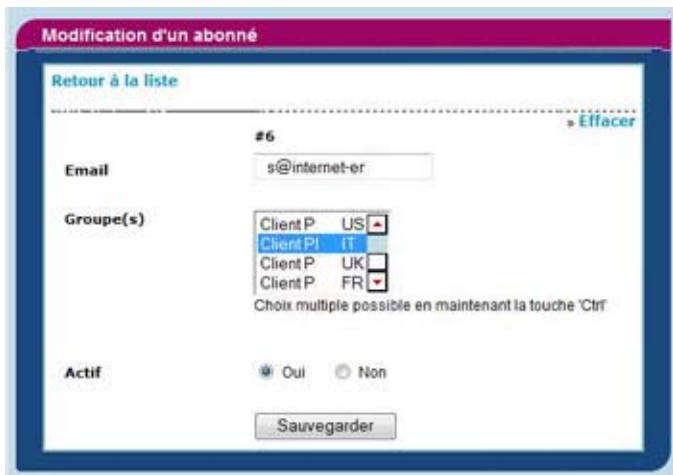 Modification d'un abonné
Retour à la liste
» Effacer
#6
Email s@internet-er
Groupe(s)
Client P US
Client Pl IT
Client P UK
Client P FR
Choix multiple possible en maintenant la touche 'Ctrl'
Actif Oui Non
Sauvegarder